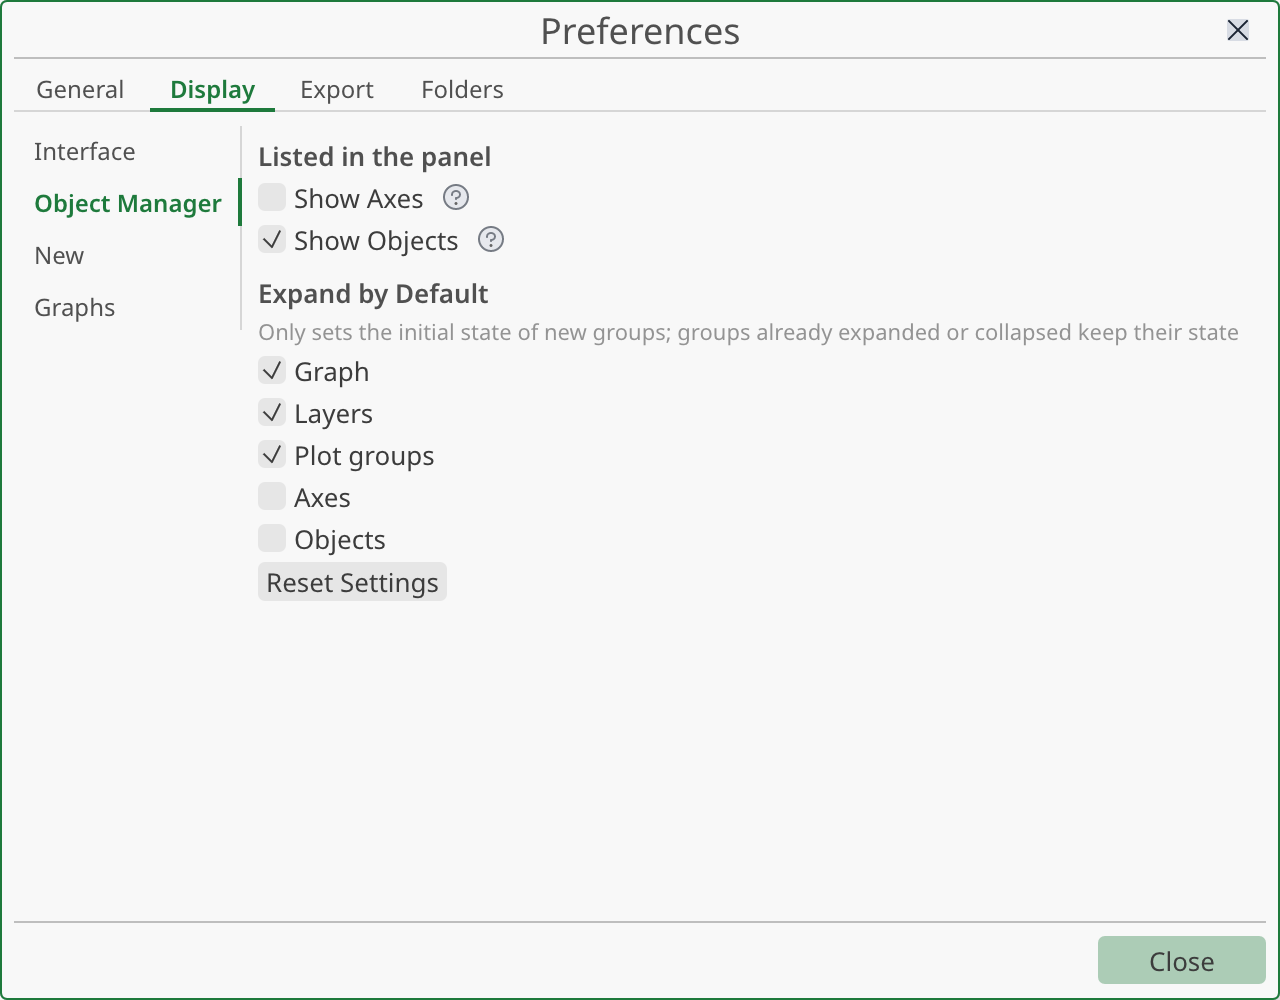 Preferences
General Display Export Folders
Interface
Object Manager
New
Graphs
Listed in the panel
Show Axes ?
Show Objects ?
Expand by Default
Only sets the initial state of new groups; groups already expanded or collapsed keep their state
Graph
Layers
Plot groups
Axes
Objects
Reset Settings
Close